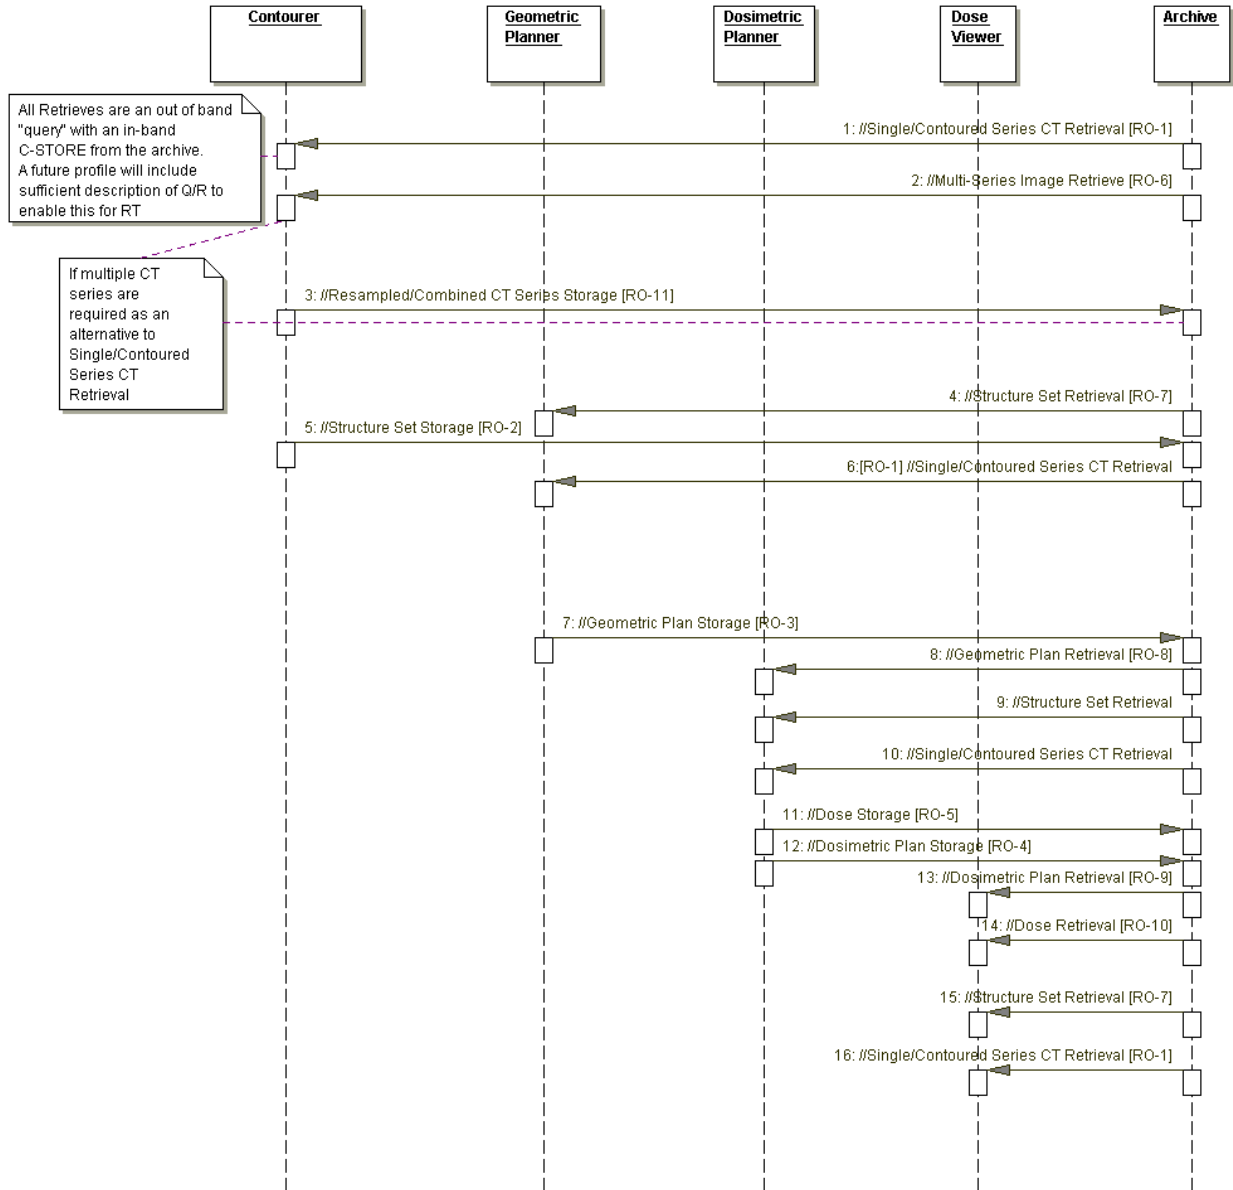 Contourer
Geometric
Planner
Dosimetric
Planner
Dose
Viewer
Archive
All Retrieves are an out of band
"query" with an in-band
C-STORE from the archive.
A future profile will include
sufficient description of Q/R to
enable this for RT
1: //Single/Contoured Series CT Retrieval [RO-1]
2: //Multi-Series Image Retrieve [RO-6]
If multiple CT
series are
required as an
alternative to
Single/Contoured
Series CT
Retrieval
3: //Resampled/Combined CT Series Storage [RO-11]
4: //Structure Set Retrieval [RO-7]
5: //Structure Set Storage [RO-2]
6:[RO-1] //Single/Contoured Series CT Retrieval
7: //Geometric Plan Storage [RO-3]
8: //Geometric Plan Retrieval [RO-8]
9: //Structure Set Retrieval
10: //Single/Contoured Series CT Retrieval
11: //Dose Storage [RO-5]
12: //Dosimetric Plan Storage [RO-4]
13: //Dosimetric Plan Retrieval [RO-9]
14: //Dose Retrieval [RO-10]
15: //Structure Set Retrieval [RO-7]
16: //Single/Contoured Series CT Retrieval [RO-1]